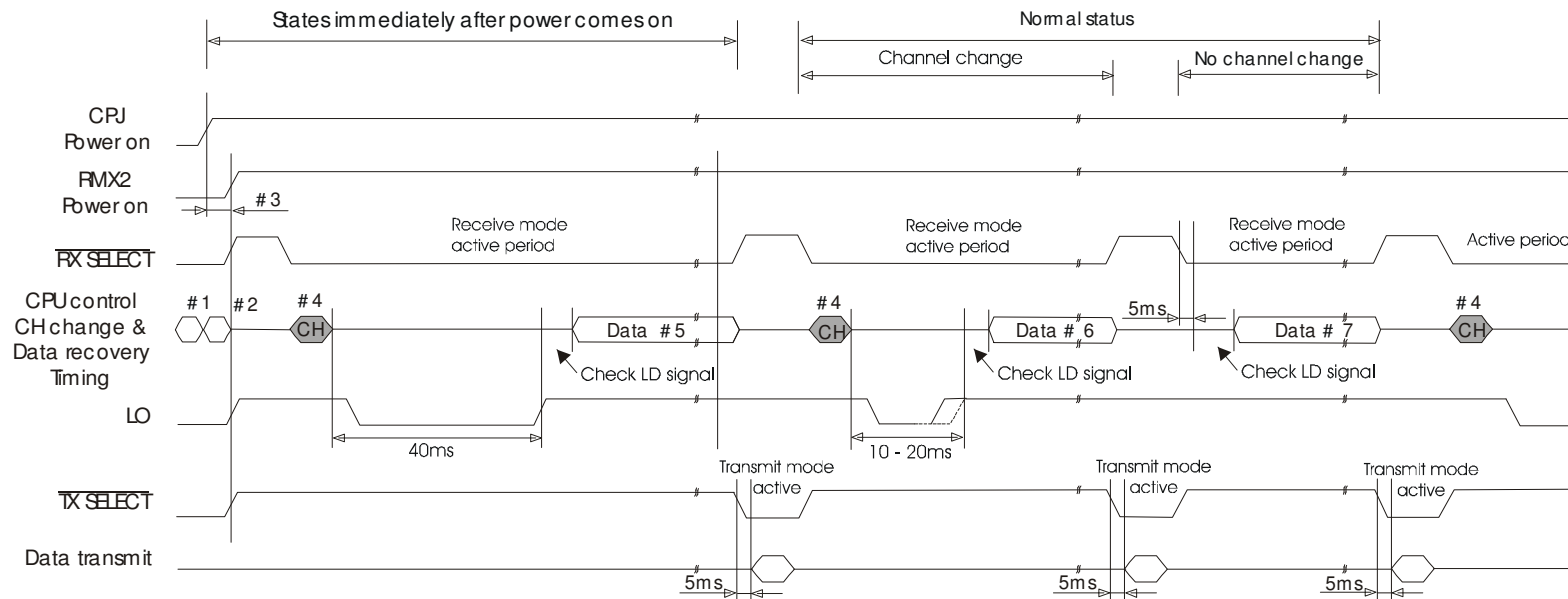 States immediately after power comes on
Normal status
Channel change
No channel change
CPU
Power on
RMX2
Power on
#3
RX SELECT
Receive mode
active period
Receive mode
active period
Receive mode
active period
Active period
CPU control
CH change &
Data recovery
Timing
#1
#2
#4
CH
Data #5
#4
CH
Data # 6
5ms
Data # 7
#4
CH
Check LD signal
Check LD signal
Check LD signal
LO
40ms
10 - 20ms
TX SELECT
Transmit mode
active
Transmit mode
active
Transmit mode
active
Data transmit
5ms
5ms
5ms